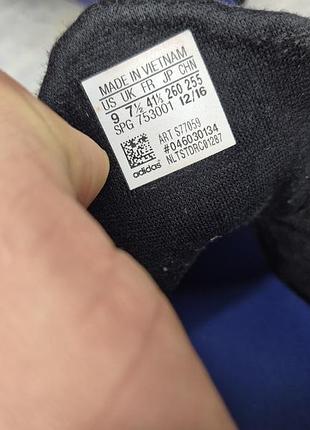 MADE IN VIETNAM
US UK FR JP CHN
9 7½ 41⅓ 260 255
SPG 753001 12/16
ART S77059
#046030134
NLTSTDRC01287
adidas